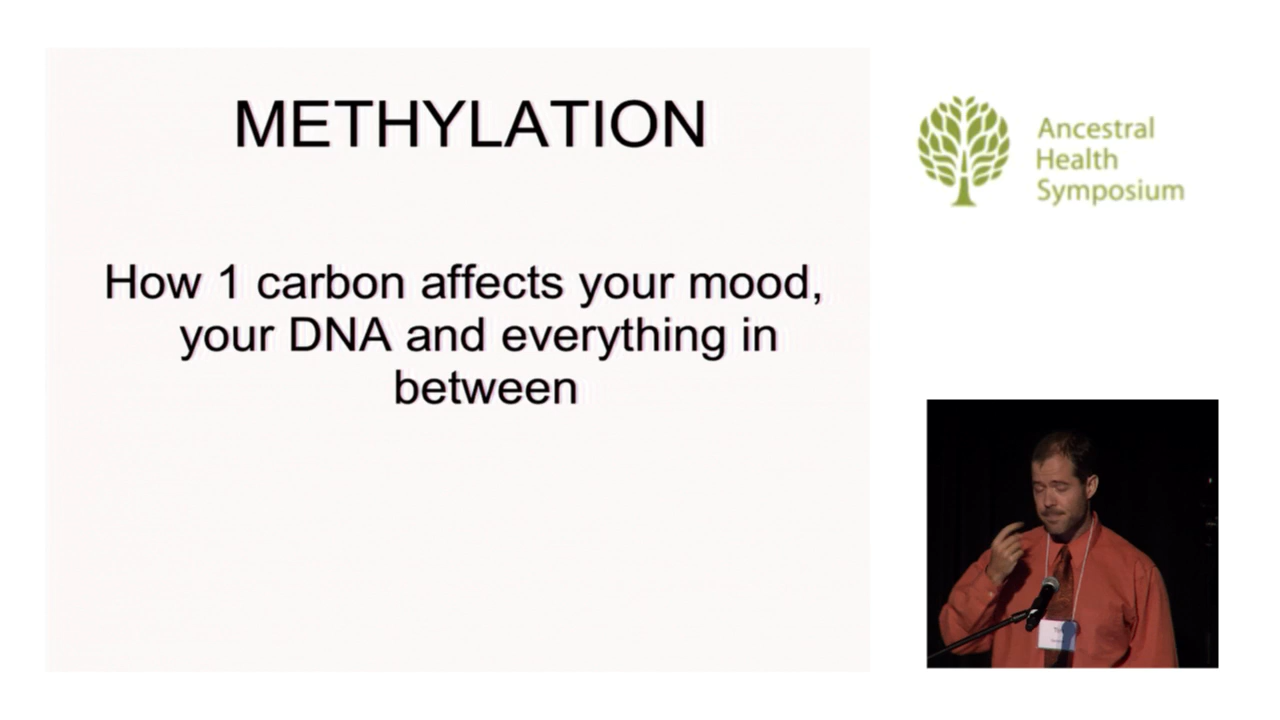 METHYLATION
How 1 carbon affects your mood,
your DNA and everything in
between
Ancestral
Health
Symposium